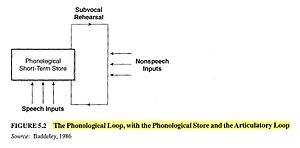 Subvocal
Rehearsal
Phonological
Short-Term Store
Nonspeech
Inputs
Speech Inputs
FIGURE 5.2 The Phonological Loop, with the Phonological Store and the Articulatory Loop
Source: Baddeley, 1986